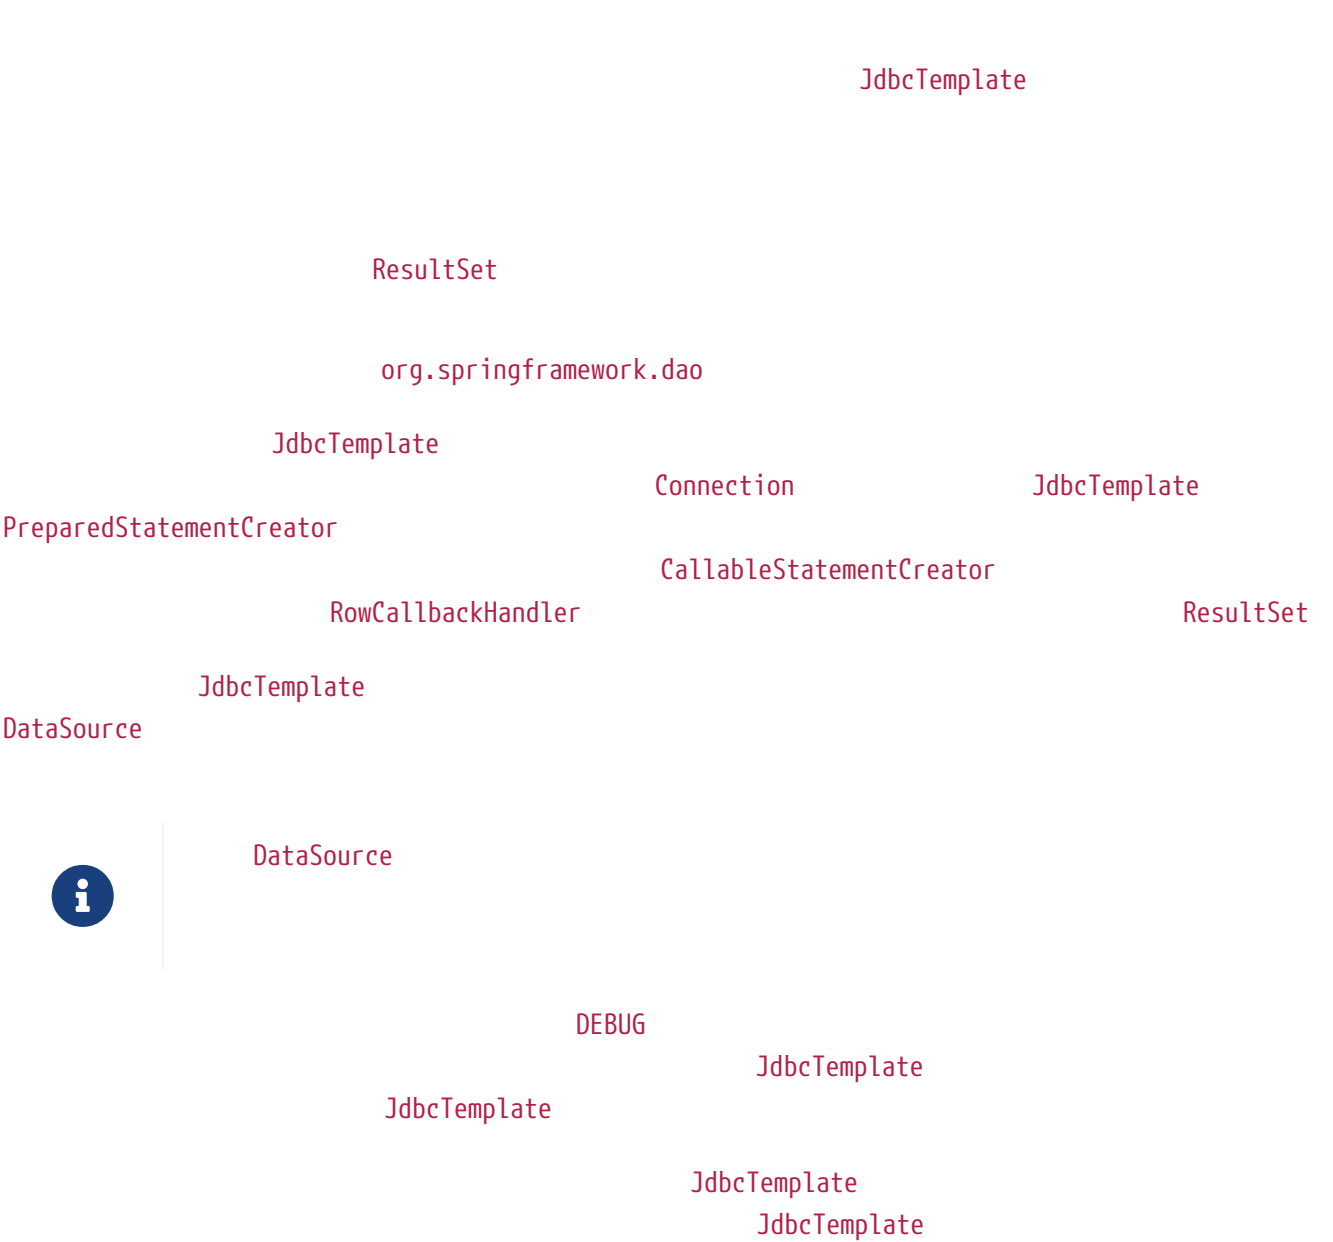 JdbcTemplate
ResultSet
org.springframework.dao
JdbcTemplate
Connection JdbcTemplate
PreparedStatementCreator
CallableStatementCreator
RowCallbackHandler ResultSet
JdbcTemplate
DataSource
DataSource
DEBUG
JdbcTemplate
JdbcTemplate
JdbcTemplate
JdbcTemplate